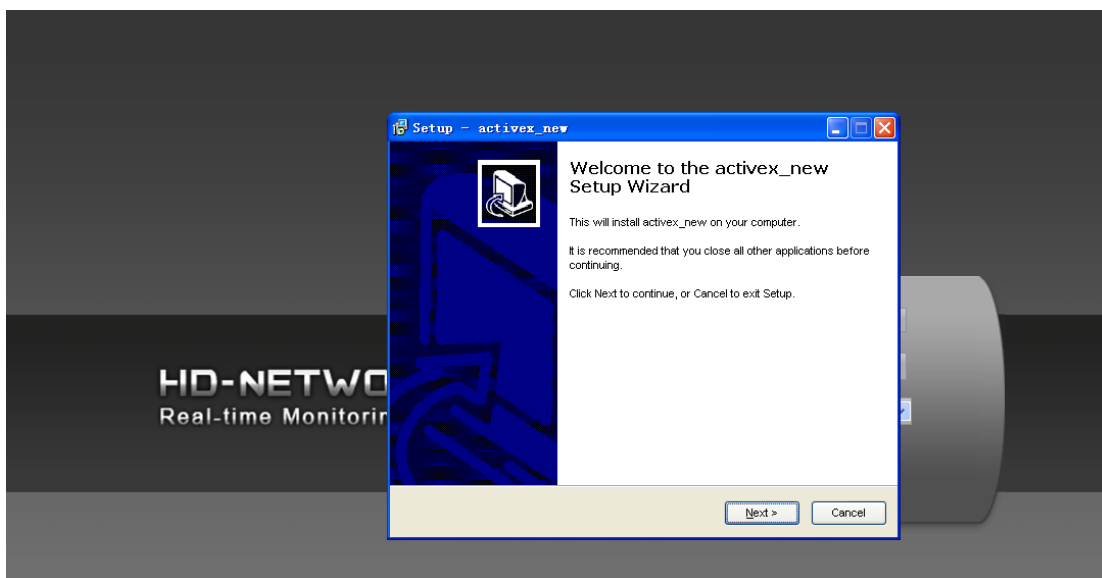 Setup - activex_new
Welcome to the activex_new
Setup Wizard
This will install activex_new on your computer.
It is recommended that you close all other applications before
continuing.
Click Next to continue, or Cancel to exit Setup.
HD-NETWO
Real-time Monitorin
Next >
Cancel